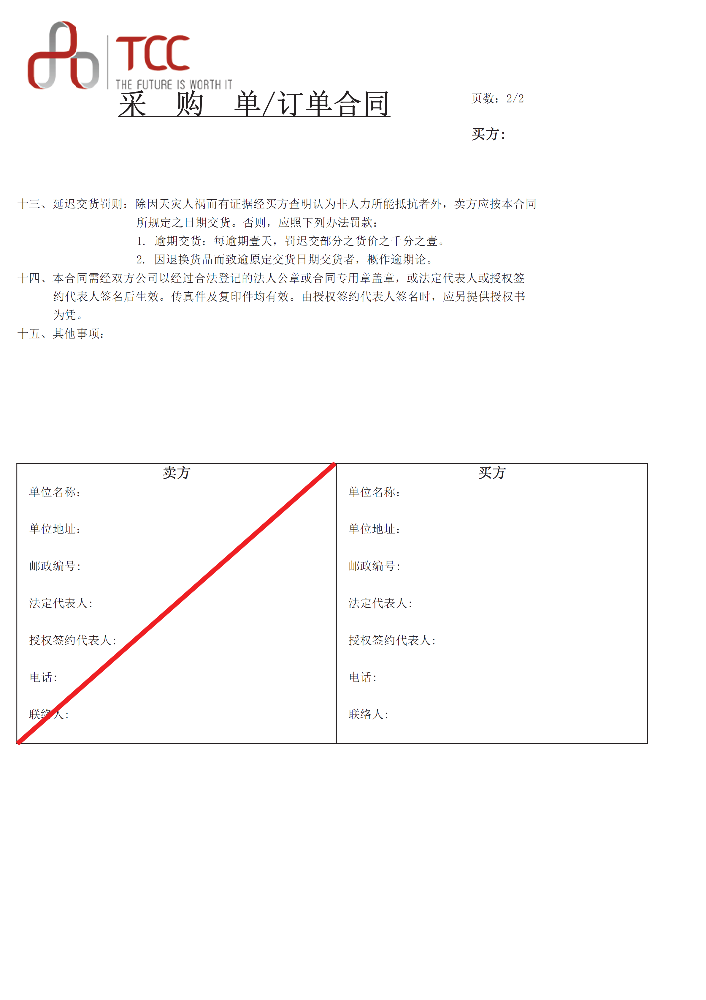 TCC
THE FUTURE IS WORTH IT
采 购 单/订单合同
页数：2/2
买方：
十三、延迟交货罚则：除因天灾人祸而有证据经买方查明认为非人力所能抵抗者外，卖方应按本合同
所规定之日期交货。否则，应照下列办法罚款：
1. 逾期交货：每逾期壹天，罚迟交部分之货价之千分之壹。
2. 因退换货品而致逾原定交货日期交货者，概作逾期论。
十四、本合同需经双方公司以经过合法登记的法人公章或合同专用章盖章，或法定代表人或授权签
约代表人签名后生效。传真件及复印件均有效。由授权签约代表人签名时，应另提供授权书
为凭。
十五、其他事项：
卖方
单位名称：
单位地址：
邮政编号：
法定代表人：
授权签约代表人：
电话：
联络人：
买方
单位名称：
单位地址：
邮政编号：
法定代表人：
授权签约代表人：
电话：
联络人：